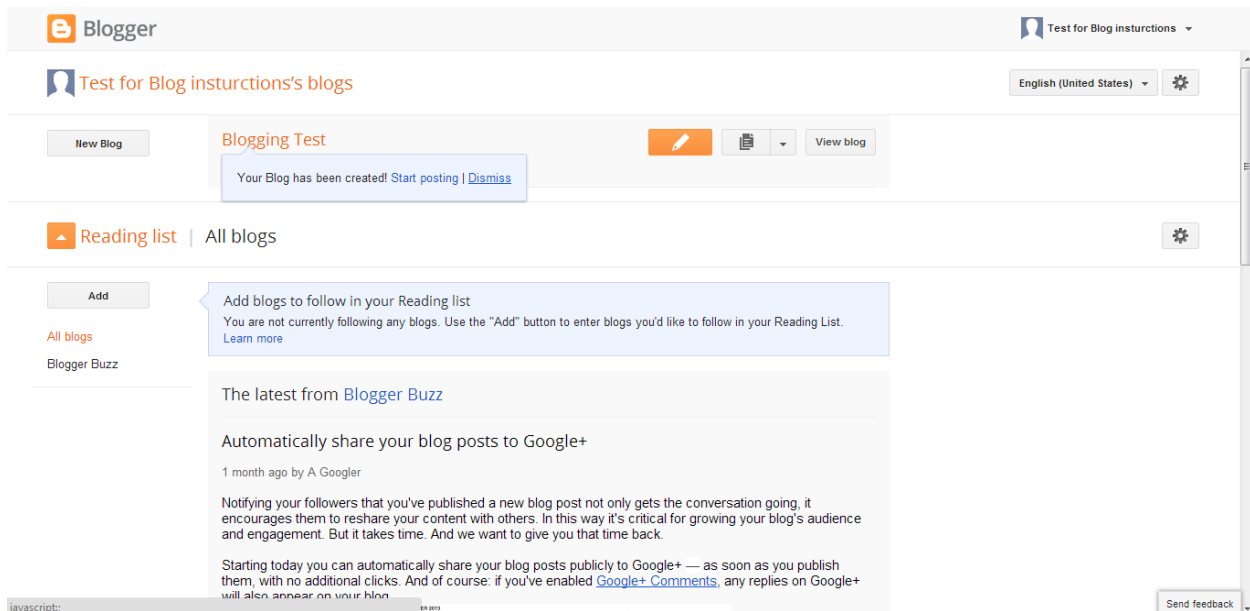 Blogger
Test for Blog insturctions
Test for Blog insturctions's blogs
English (United States)
New Blog
Blogging Test
View blog
Your Blog has been created! Start posting | Dismiss
Reading list | All blogs
Add
Add blogs to follow in your Reading list
You are not currently following any blogs. Use the "Add" button to enter blogs you'd like to follow in your Reading List.
Learn more
All blogs
Blogger Buzz
The latest from Blogger Buzz
Automatically share your blog posts to Google+
1 month ago by A Googler
Notifying your followers that you've published a new blog post not only gets the conversation going, it
encourages them to reshare your content with others. In this way it's critical for growing your blog's audience
and engagement. But it takes time. And we want to give you that time back.
Starting today you can automatically share your blog posts publicly to Google+ — as soon as you publish
them, with no additional clicks. And of course: if you've enabled Google+ Comments, any replies on Google+
will also appear on your blog.
javascript:;
ER 2013
Send feedback